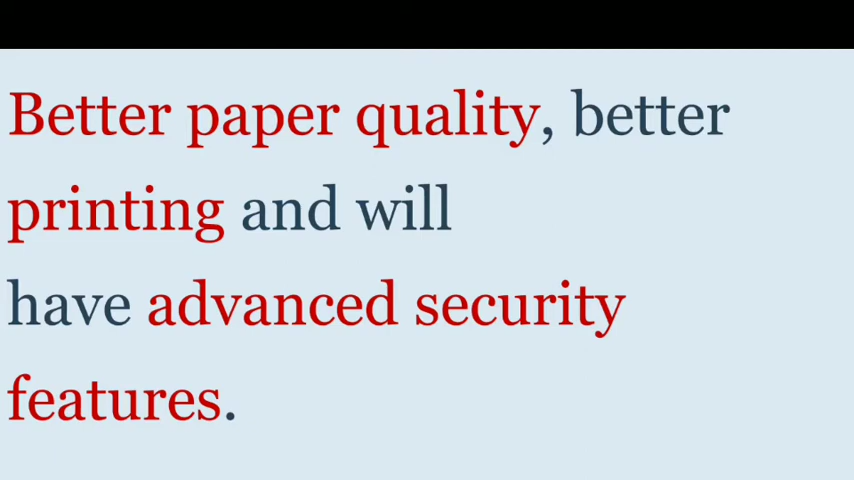 Better paper quality, better
printing and will
have advanced security
features.